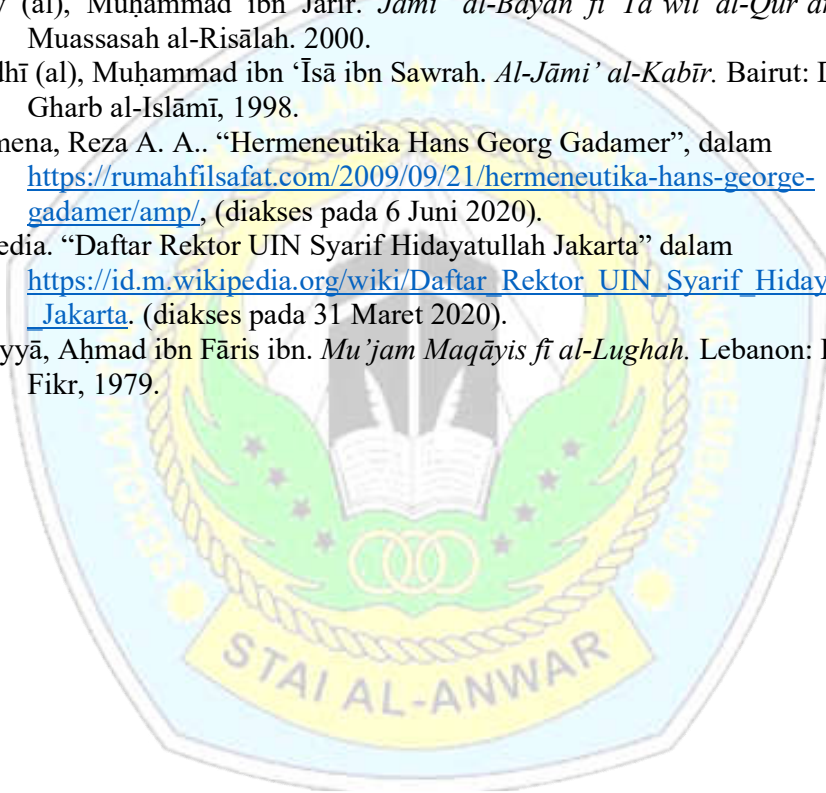 (al), Muḥammad ibn Jarīr. Jāmi‘ al-Bayān fī Ta’wīl al-Qur’ān
Muassasah al-Risālah. 2000.
(al), Muḥammad ibn ‘Īsā ibn Sawrah. Al-Jāmi’ al-Kabīr. Bairut:
Gharb al-Islāmī, 1998.
Reza A. A.. “Hermeneutika Hans Georg Gadamer”, dalam
https://rumahfilsafat.com/2009/09/21/hermeneutika-hans-george-
gadamer/amp/, (diakses pada 6 Juni 2020).
“Daftar Rektor UIN Syarif Hidayatullah Jakarta” dalam
https://id.m.wikipedia.org/wiki/Daftar_Rektor_UIN_Syarif_Hiday
_Jakarta. (diakses pada 31 Maret 2020).
Aḥmad ibn Fāris ibn. Mu’jam Maqāyis fī al-Lughah. Lebanon:
Fikr, 1979.
STAI AL-ANWAR